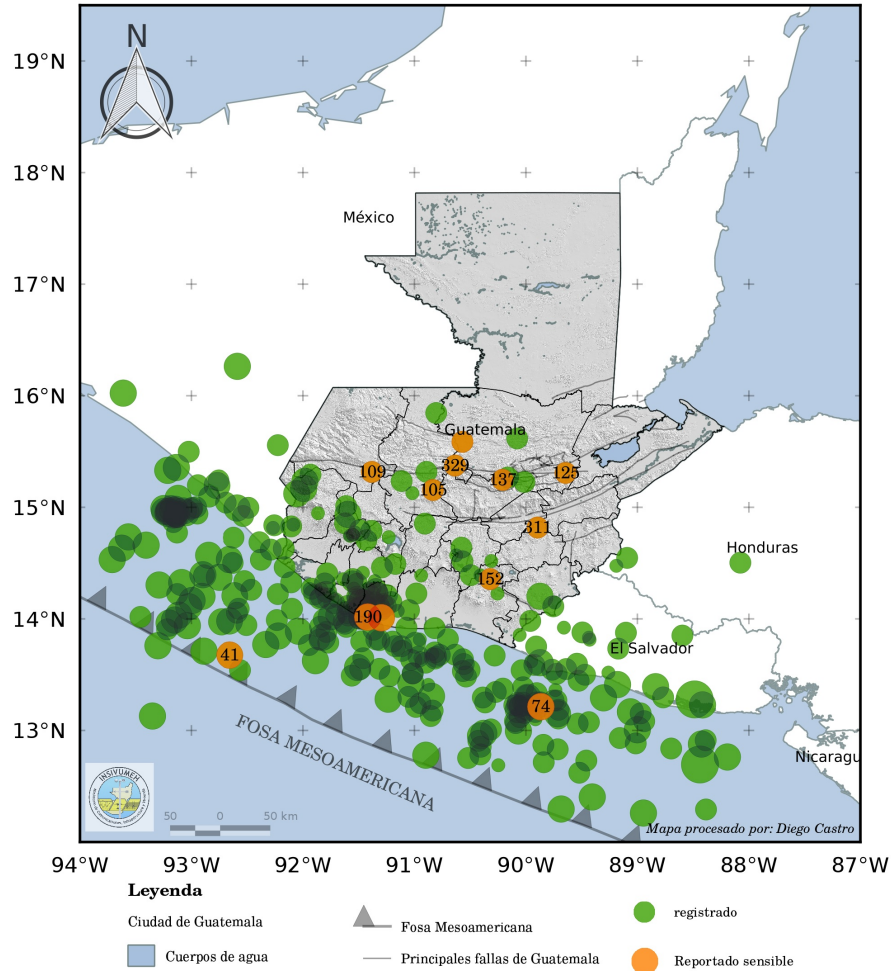 N
19°N
18°N
México
17°N
16°N
Guatemala
109
329
137
125
105
15°N
311
Honduras
152
14°N
190
El Salvador
41
74
13°N
FOSA MESOAMERICANA
Nicaragu
INSIVUMEH
50 0 50 km
Mapa procesado por: Diego Castro
94°W 93°W 92°W 91°W 90°W 89°W 88°W 87°W
Leyenda
Ciudad de Guatemala
Cuerpos de agua
Fosa Mesoamericana
Principales fallas de Guatemala
registrado
Reportado sensible